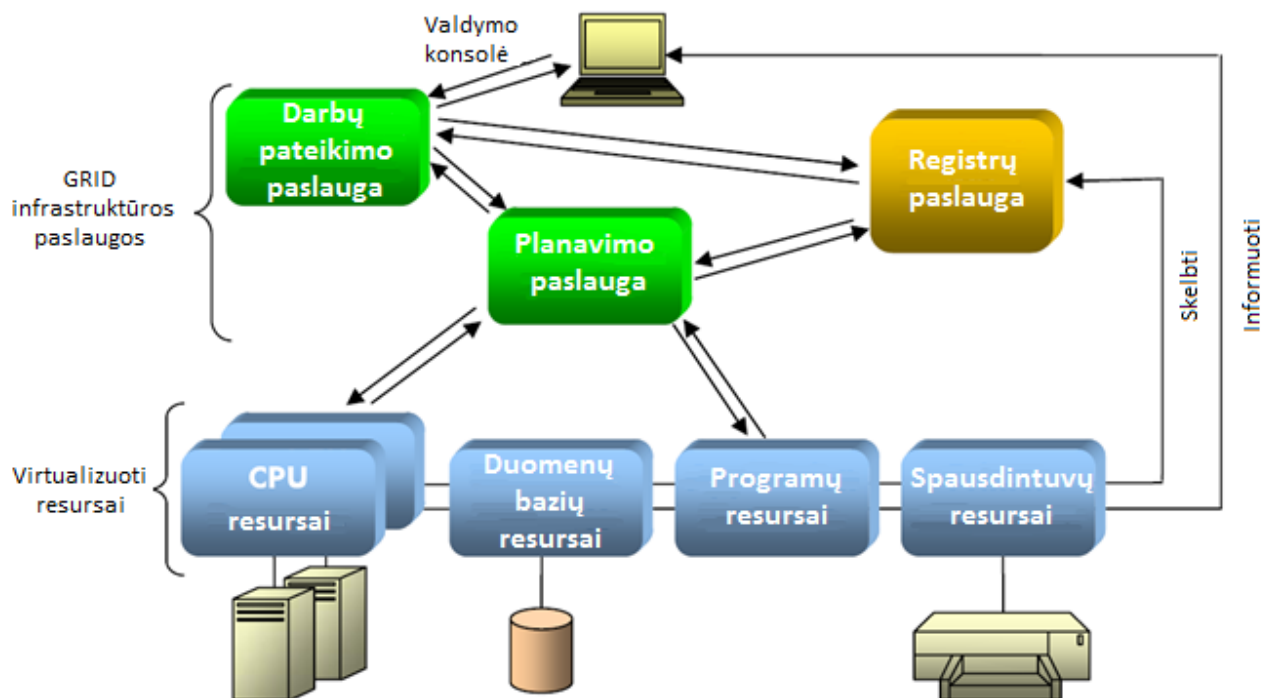 Valdymo
konsolė
Darbų
pateikimo
paslauga
Registrų
paslauga
GRID
infrastruktūros
paslaugos
Planavimo
paslauga
Skelbti
Informuoti
Virtualizuoti
resursai
CPU
resursai
Duomenų
bazių
resursai
Programų
resursai
Spausdintuvų
resursai